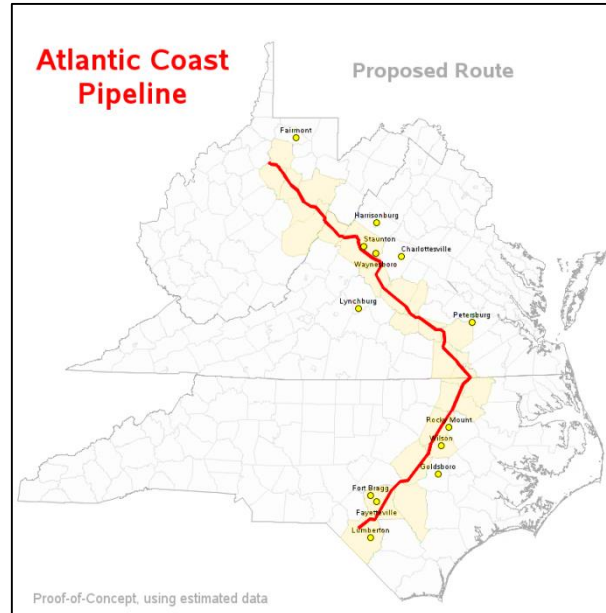 Atlantic Coast
Pipeline
Proposed Route
Fairmont
Harrisonburg
Staunton
Charlottesville
Waynesboro
Lynchburg
Petersburg
Rocky Mount
Wilson
Goldsboro
Fort Bragg
Fayetteville
Lumberton
Proof-of-Concept, using estimated data